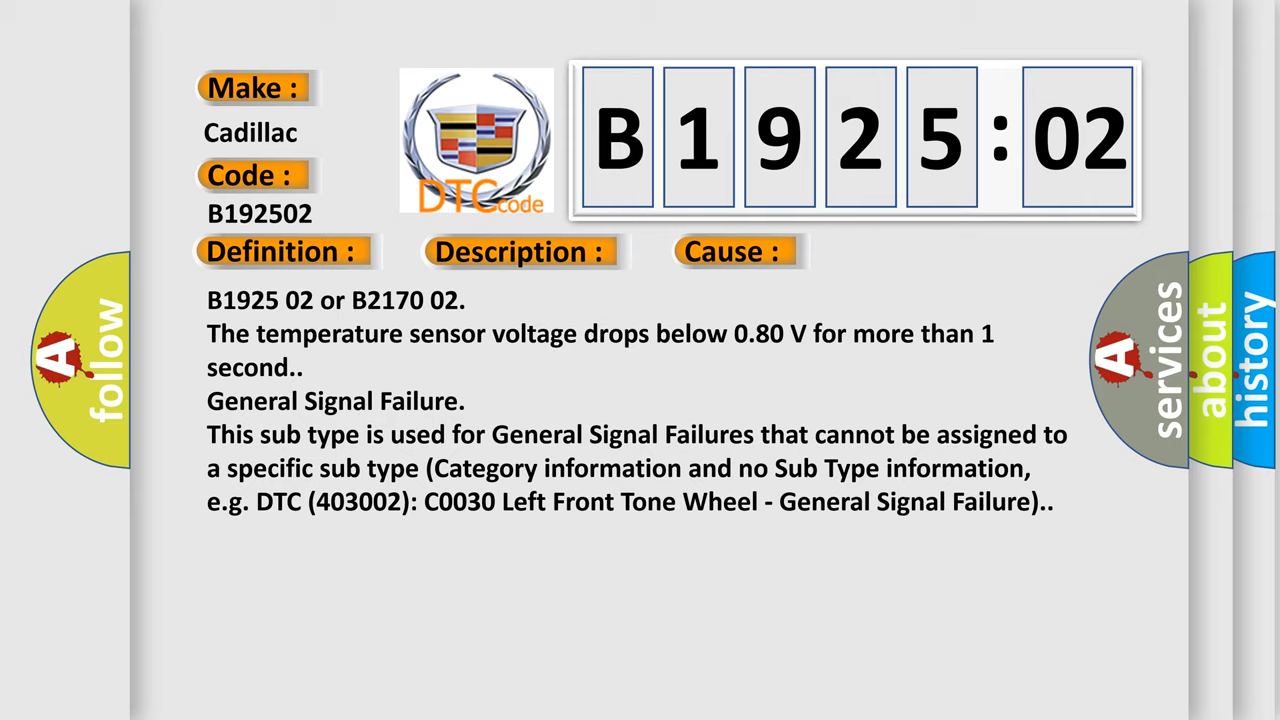 Make :
Cadillac
Code :
B192502
DTC code
B 1 9 2 5 : 02
Definition :
Description :
Cause :
B1925 02 or B2170 02.
The temperature sensor voltage drops below 0.80 V for more than 1
second..
General Signal Failure.
This sub type is used for General Signal Failures that cannot be assigned to
a specific sub type (Category information and no Sub Type information,
e.g. DTC (403002): C0030 Left Front Tone Wheel - General Signal Failure)..
A follow
A services
about
history